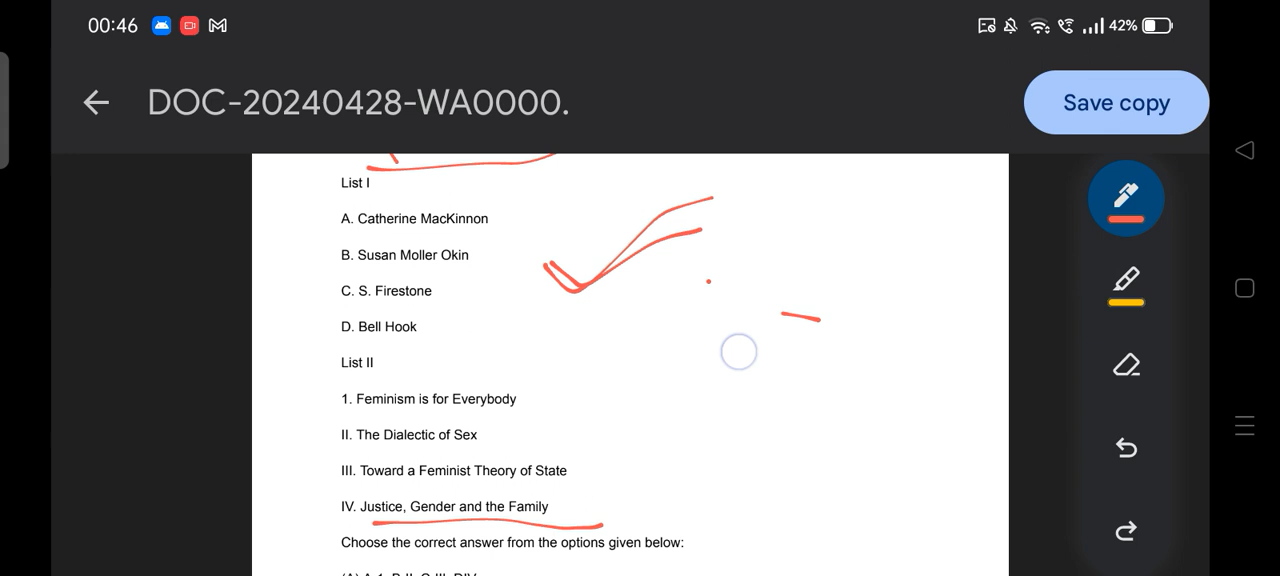 00:46 42%
DOC-20240428-WA0000.
Save copy
List I
A. Catherine MacKinnon
B. Susan Moller Okin
C. S. Firestone
D. Bell Hook
List II
1. Feminism is for Everybody
II. The Dialectic of Sex
III. Toward a Feminist Theory of State
IV. Justice, Gender and the Family
Choose the correct answer from the options given below: